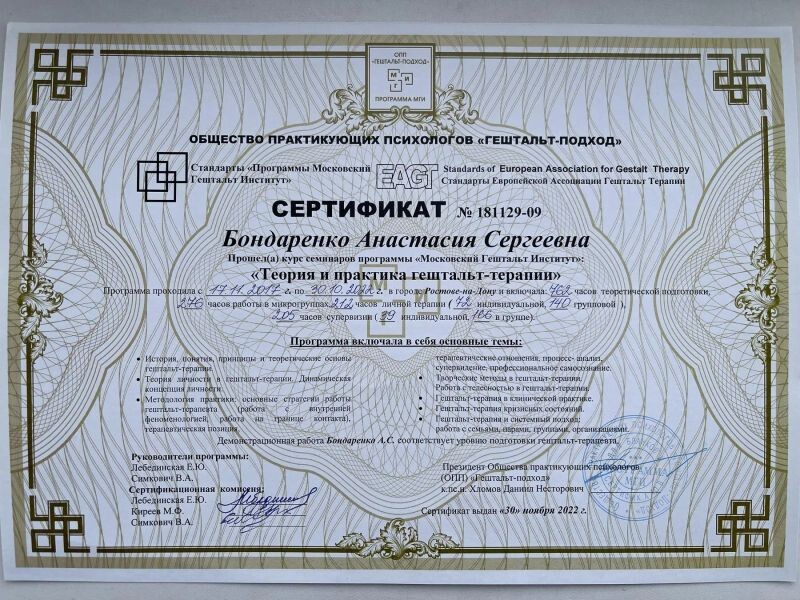 ОПП
«ГЕШТАЛЬТ-ПОДХОД»
М И
Г
ПРОГРАММА МГИ
ОБЩЕСТВО ПРАКТИКУЮЩИХ ПСИХОЛОГОВ «ГЕШТАЛЬТ-ПОДХОД»
Стандарты «Программы Московский Гештальт Институт»
EAGT
Standards of European Association for Gestalt Therapy
Стандарты Европейской Ассоциации Гештальт Терапии
СЕРТИФИКАТ № 181129-09
Бондаренко Анастасия Сергеевна
Прошел(а) курс семинаров программы «Московский Гештальт Институт»:
«Теория и практика гештальт-терапии»
Программа проходила с 17.11.2017 г. по 30.10.2022 г. в городе Ростове-на-Дону и включала: 762 часов теоретической подготовки,
276 часов работы в микрогруппах, 212 часов личной терапии ( 72 индивидуальной, 140 групповой ),
205 часов супервизии ( 39 индивидуальной, 166 в группе).
Программа включала в себя основные темы:
• История, понятия, принципы и теоретические основы
гештальт-терапии.
• Теория личности в гештальт-терапии. Динамическая
концепция личности.
• Методология практики: основные стратегии работы
гештальт-терапевта (работа с внутренней
феноменологией, работа на границе контакта),
терапевтическая позиция,
терапевтические отношения, процесс- анализ,
супервидение, профессиональное самосознание.
• Творческие методы в гештальт-терапии.
Работа с телесностью в гештальт-терапии.
• Гештальт-терапия в клинической практике.
• Гештальт-терапия кризисных состояний.
• Гештальт-терапия и системный подход;
работа с семьями, парами, группами, организациями.
Демонстрационная работа Бондаренко А.С. соответствует уровню подготовки гештальт-терапевта.
Руководители программы:
Лебединская Е.Ю.
Симкович В.А.
Сертификационная комиссия:
Лебединская Е.Ю.
Киреев М.Ф.
Симкович В.А.
Президент Общества практикующих психологов
(ОПП) «Гештальт-подход»
к.пс.н. Хломов Даниил Несторович
Сертификат выдан «30» ноября 2022 г.